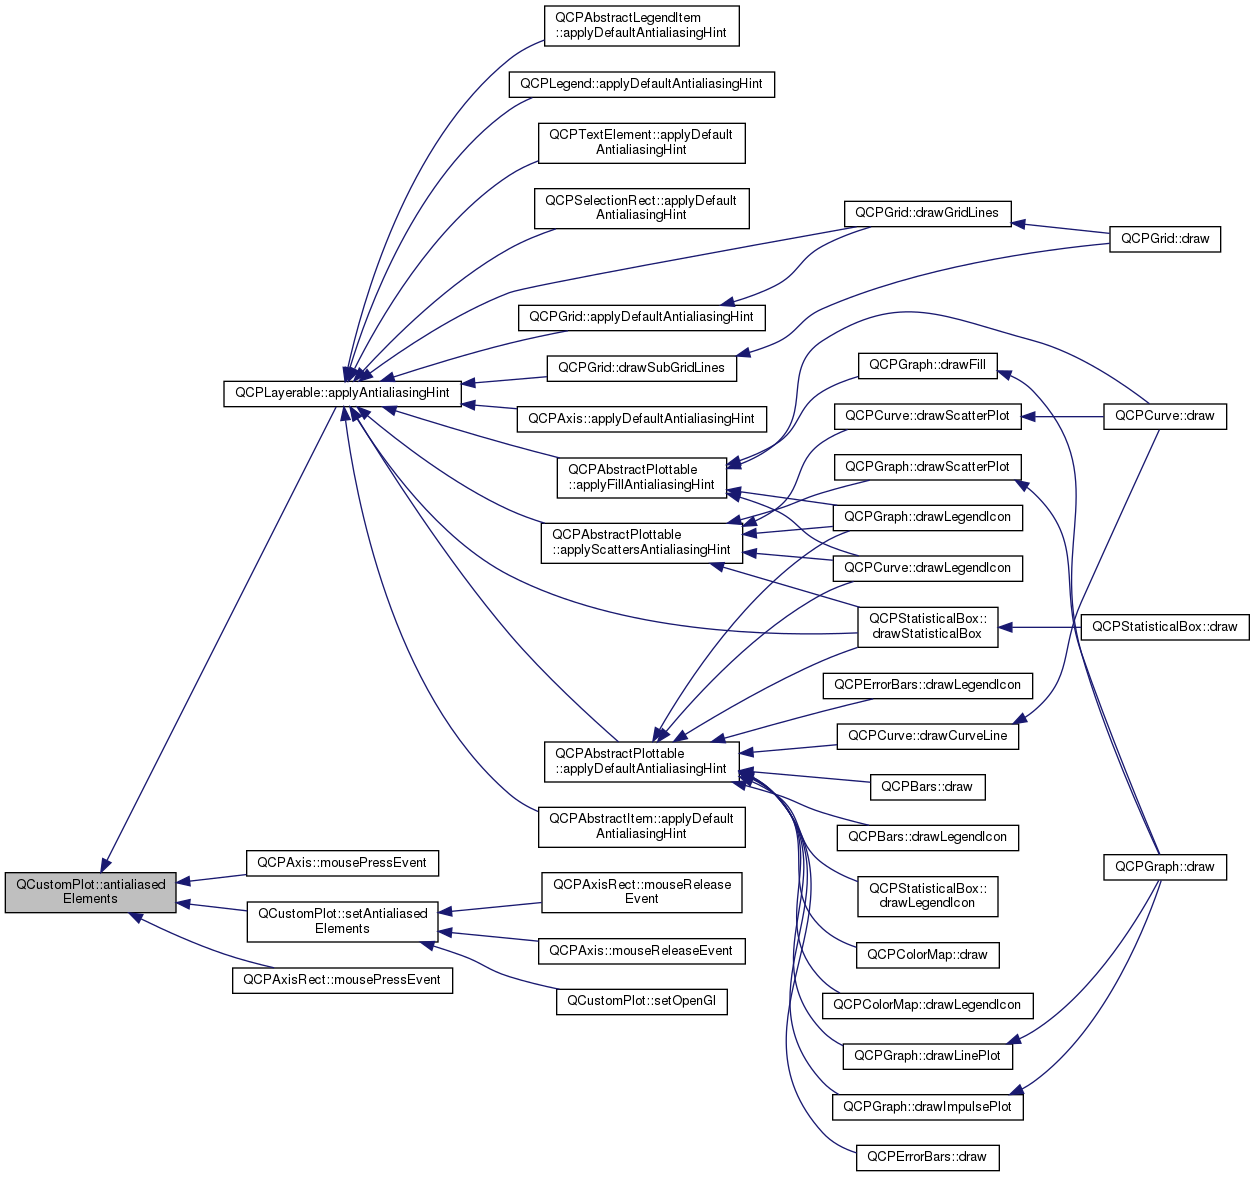 QCPAbstractLegendItem
::applyDefaultAntialiasingHint
QCPLegend::applyDefaultAntialiasingHint
QCPTextElement::applyDefault
AntialiasingHint
QCPSelectionRect::applyDefault
AntialiasingHint
QCPGrid::drawGridLines
QCPGrid::draw
QCPGrid::applyDefaultAntialiasingHint
QCPGrid::drawSubGridLines
QCPGraph::drawFill
QCPLayerable::applyAntialiasingHint
QCPAxis::applyDefaultAntialiasingHint
QCPCurve::drawScatterPlot
QCPCurve::draw
QCPAbstractPlottable
::applyFillAntialiasingHint
QCPGraph::drawScatterPlot
QCPGraph::drawLegendIcon
QCPAbstractPlottable
::applyScattersAntialiasingHint
QCPCurve::drawLegendIcon
QCPStatisticalBox::
drawStatisticalBox
QCPStatisticalBox::draw
QCPErrorBars::drawLegendIcon
QCPCurve::drawCurveLine
QCPAbstractPlottable
::applyDefaultAntialiasingHint
QCPBars::draw
QCPAbstractItem::applyDefault
AntialiasingHint
QCPBars::drawLegendIcon
QCPAxis::mousePressEvent
QCPGraph::draw
QCustomPlot::antialiased
Elements
QCPAxisRect::mouseRelease
Event
QCPStatisticalBox::
drawLegendIcon
QCustomPlot::setAntialiased
Elements
QCPAxis::mouseReleaseEvent
QCPColorMap::draw
QCPAxisRect::mousePressEvent
QCustomPlot::setOpenGl
QCPColorMap::drawLegendIcon
QCPGraph::drawLinePlot
QCPGraph::drawImpulsePlot
QCPErrorBars::draw